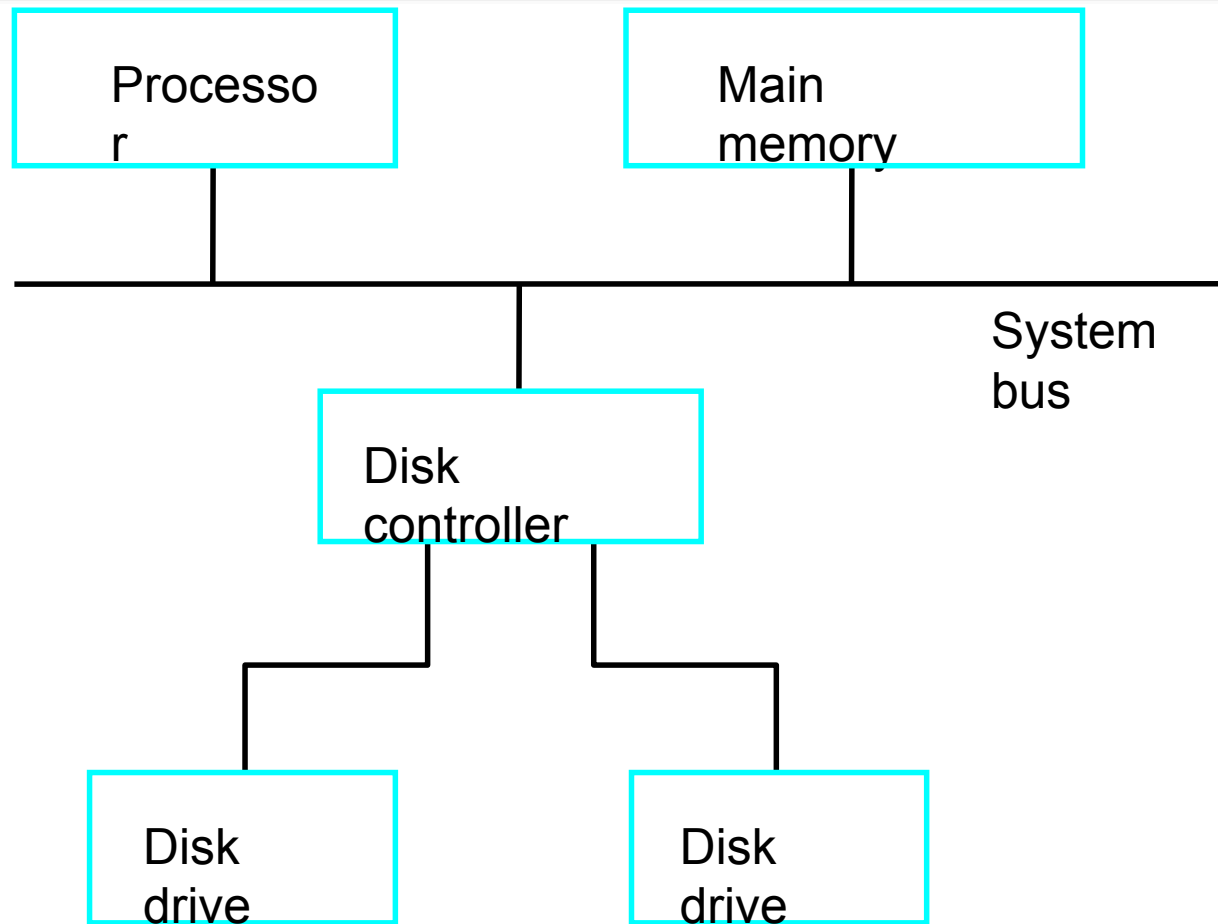 Processo
r
Main
memory
System
bus
Disk
controller
Disk
drive
Disk
drive